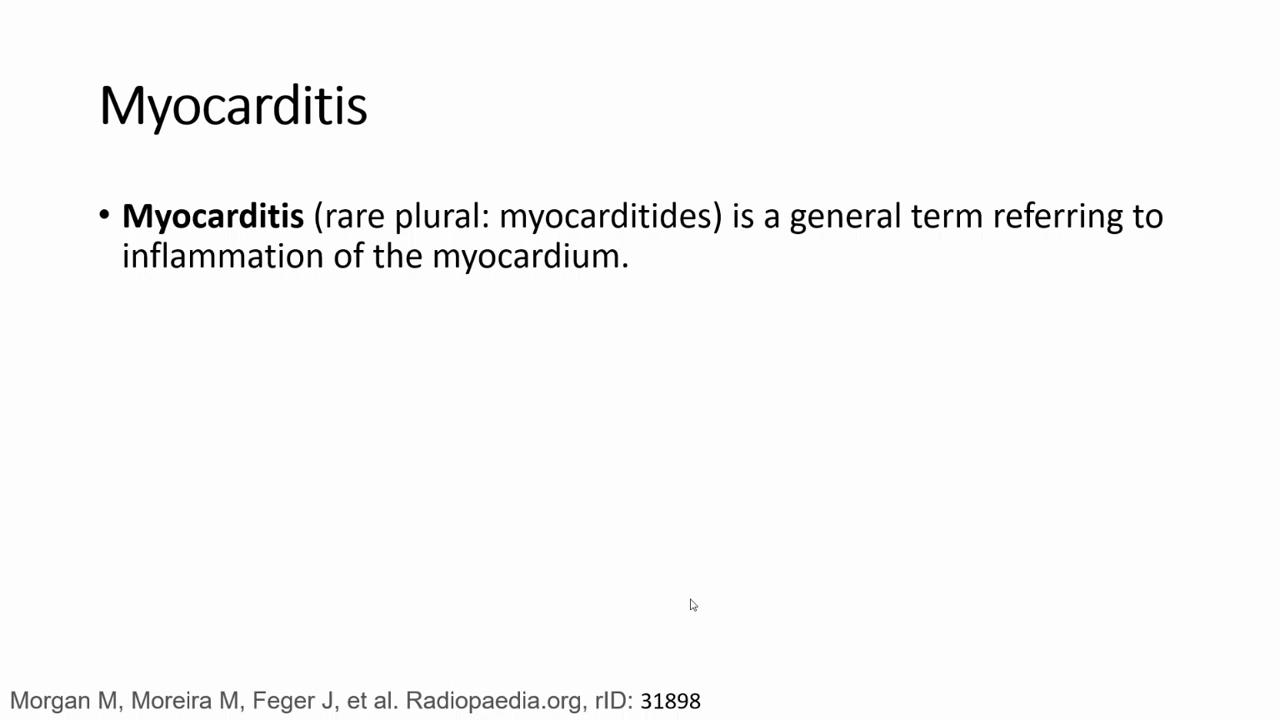 Myocarditis
• Myocarditis (rare plural: myocarditides) is a general term referring to
inflammation of the myocardium.
Morgan M, Moreira M, Feger J, et al. Radiopaedia.org, rID: 31898